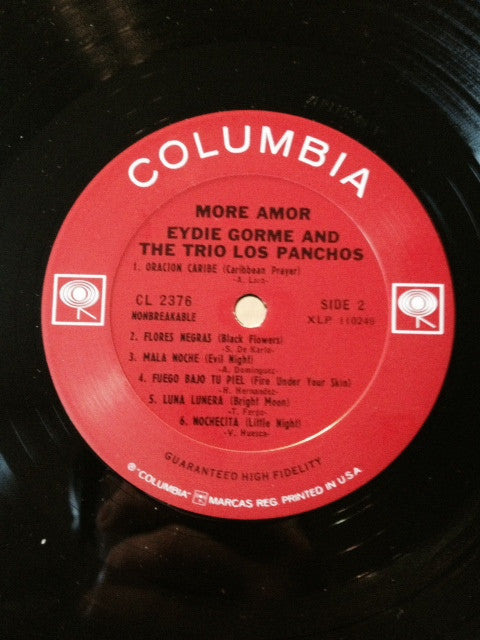 COLUMBIA
MORE AMOR
EYDIE GORME AND
THE TRIO LOS PANCHOS
1. ORACION CARIBE (Caribbean Prayer)
-A. Lara-
CL 2376
SIDE 2
NONBREAKABLE
XLP 110249
2. FLORES NEGRAS (Black Flowers)
-S. De Karlo-
3. MALA NOCHE (Evil Night)
-A. Dominguez-
4. FUEGO BAJO TU PIEL (Fire Under Your Skin)
-R. Hernandez-
5. LUNA LUNERA (Bright Moon)
-T. Fergo-
6. NOCHECITA (Little Night)
-V. Huesca-
GUARANTEED HIGH FIDELITY
® "COLUMBIA" MARCAS REG. PRINTED IN U.S.A.